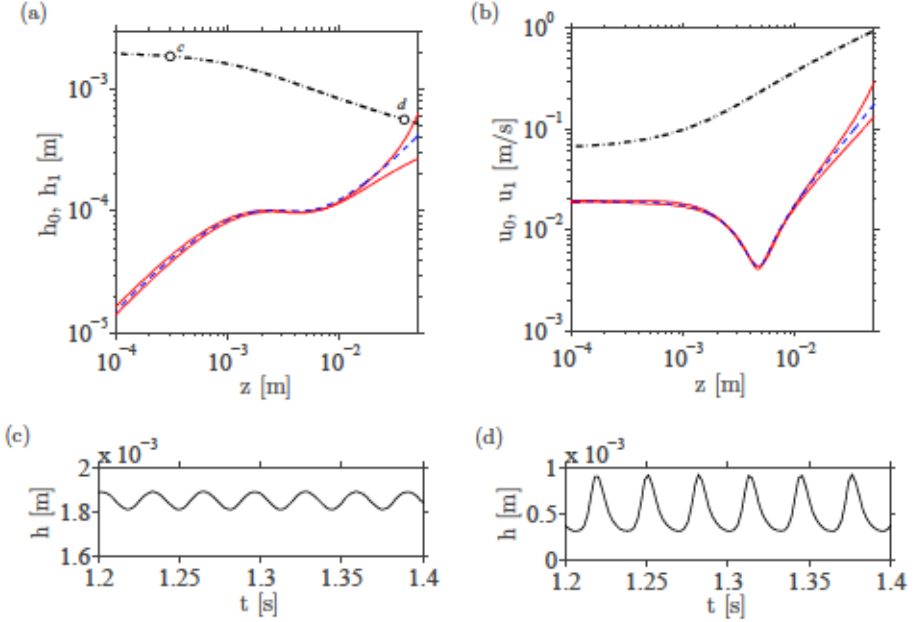 (a)
10⁻³
10⁻⁴
10⁻⁵
h₀, h₁ [m]
c
d
10⁻⁴
10⁻³
10⁻²
z [m]
(b)
10⁰
10⁻¹
10⁻²
10⁻³
u₀, u₁ [m/s]
10⁻⁴
10⁻³
10⁻²
z [m]
(c)
x 10⁻³
2
1.8
1.6
h [m]
1.2 1.25 1.3 1.35 1.4
t [s]
(d)
x 10⁻³
1
0.5
0
h [m]
1.2 1.25 1.3 1.35 1.4
t [s]